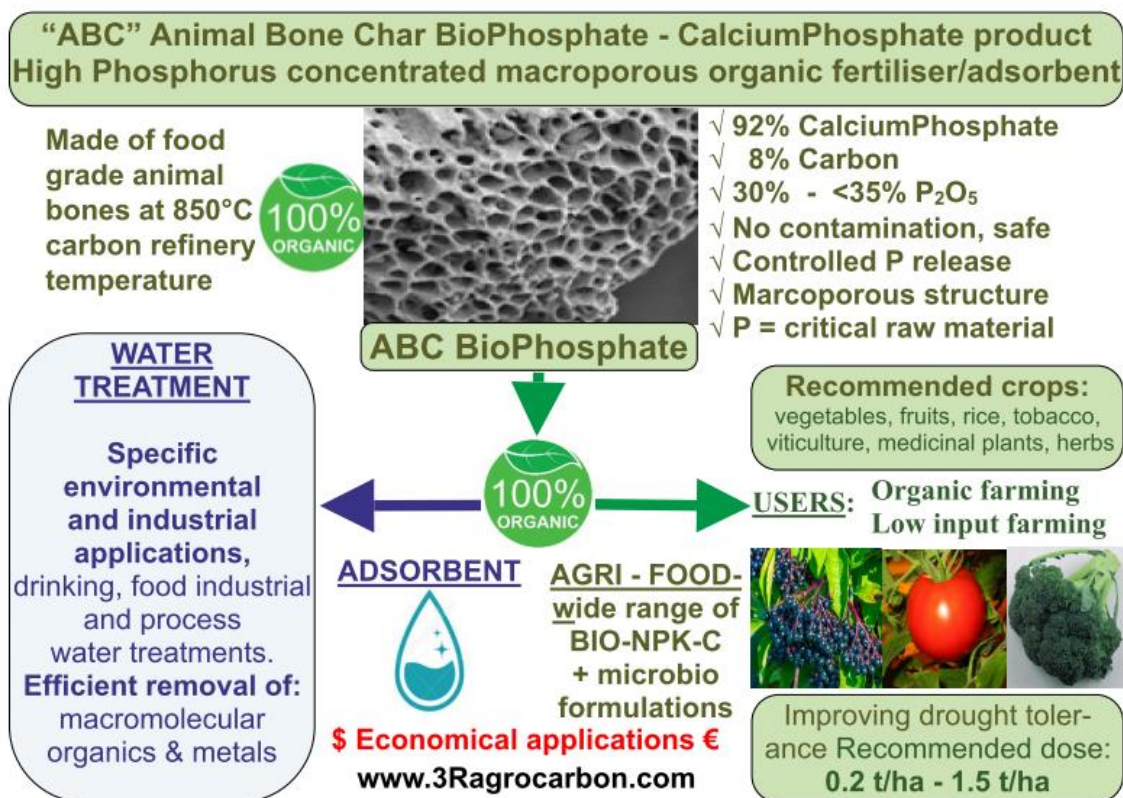 “ABC” Animal Bone Char BioPhosphate - CalciumPhosphate product
High Phosphorus concentrated macroporous organic fertiliser/adsorbent
Made of food
grade animal
bones at 850°C
carbon refinery
temperature
100%
ORGANIC
√ 92% CalciumPhosphate
√ 8% Carbon
√ 30% - <35% P₂O₅
√ No contamination, safe
√ Controlled P release
√ Marcoporous structure
√ P = critical raw material
ABC BioPhosphate
WATER
TREATMENT
Specific
environmental
and industrial
applications,
drinking, food industrial
and process
water treatments.
Efficient removal of:
macromolecular
organics & metals
100%
ORGANIC
ADSORBENT
AGRI - FOOD-
wide range of
BIO-NPK-C
+ microbio
formulations
$ Economical applications €
www.3Ragrocarbon.com
Recommended crops:
vegetables, fruits, rice, tobacco,
viticulture, medicinal plants, herbs
USERS: Organic farming
Low input farming
Improving drought toler-
ance Recommended dose:
0.2 t/ha - 1.5 t/ha